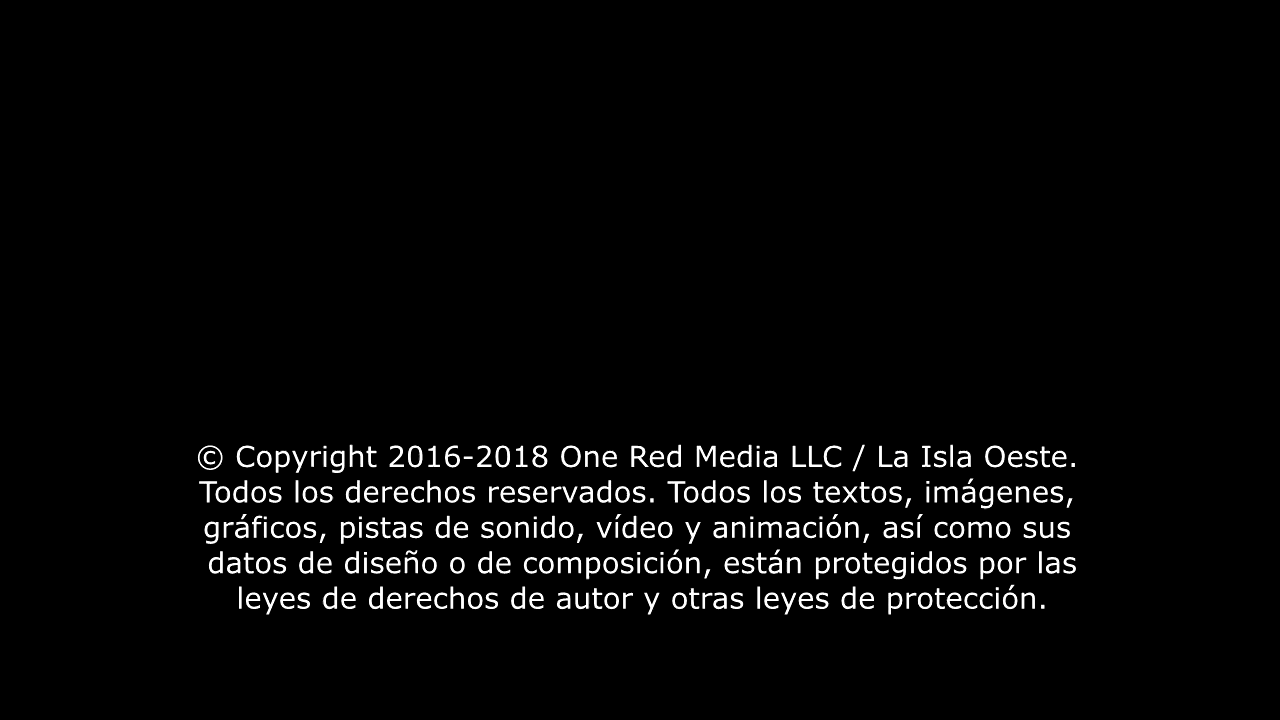 © Copyright 2016-2018 One Red Media LLC / La Isla Oeste.
Todos los derechos reservados. Todos los textos, imágenes,
gráficos, pistas de sonido, vídeo y animación, así como sus
datos de diseño o de composición, están protegidos por las
leyes de derechos de autor y otras leyes de protección.